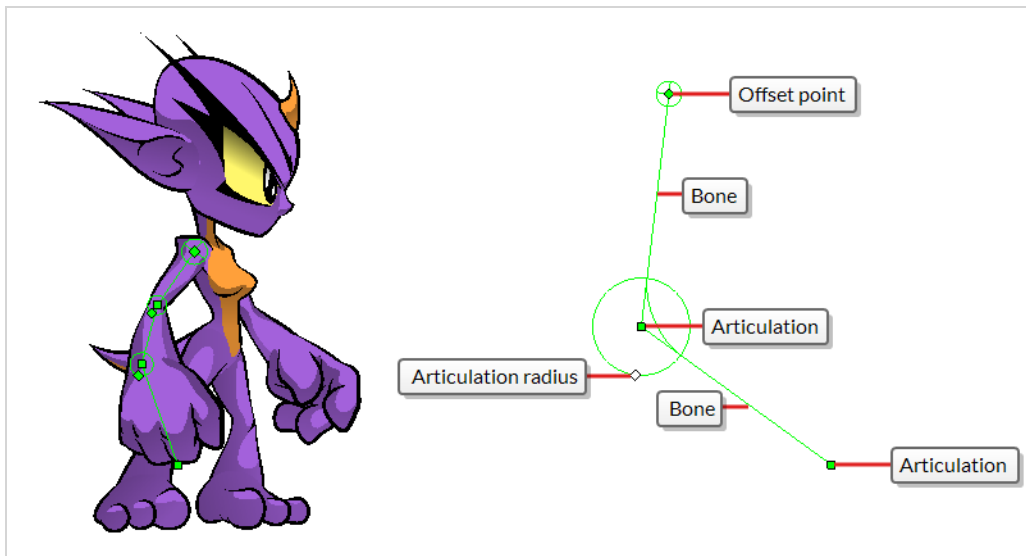 Offset point
Bone
Articulation
Articulation radius
Bone
Articulation